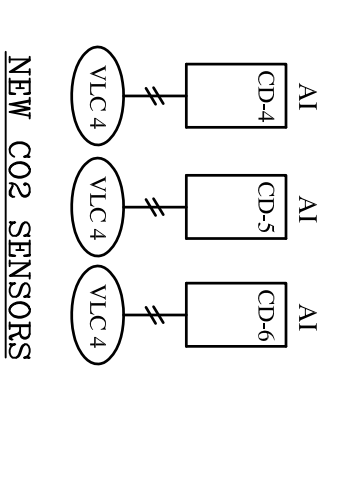 AI AI AI
CD-4 CD-5 CD-6
VLC 4 VLC 4 VLC 4
NEW CO2 SENSORS